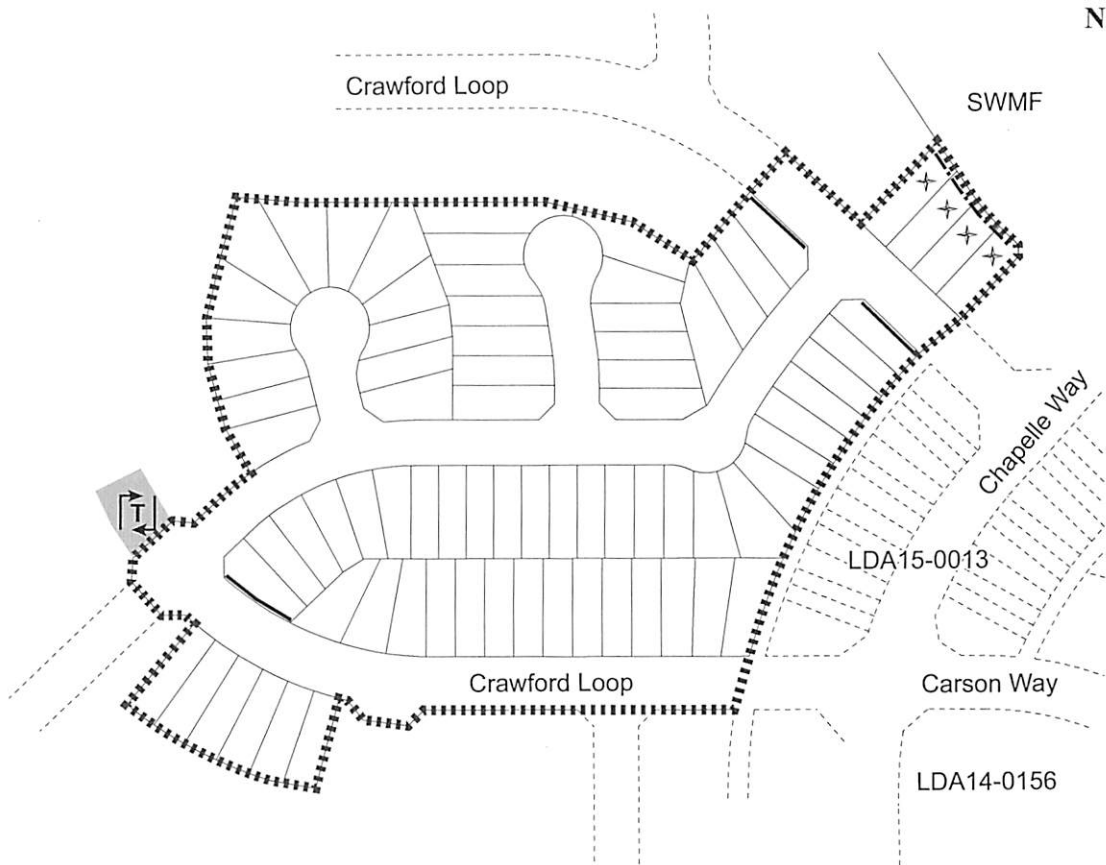 N
Crawford Loop
SWMF
Chapelle Way
T
LDA15-0013
Crawford Loop
Carson Way
LDA14-0156